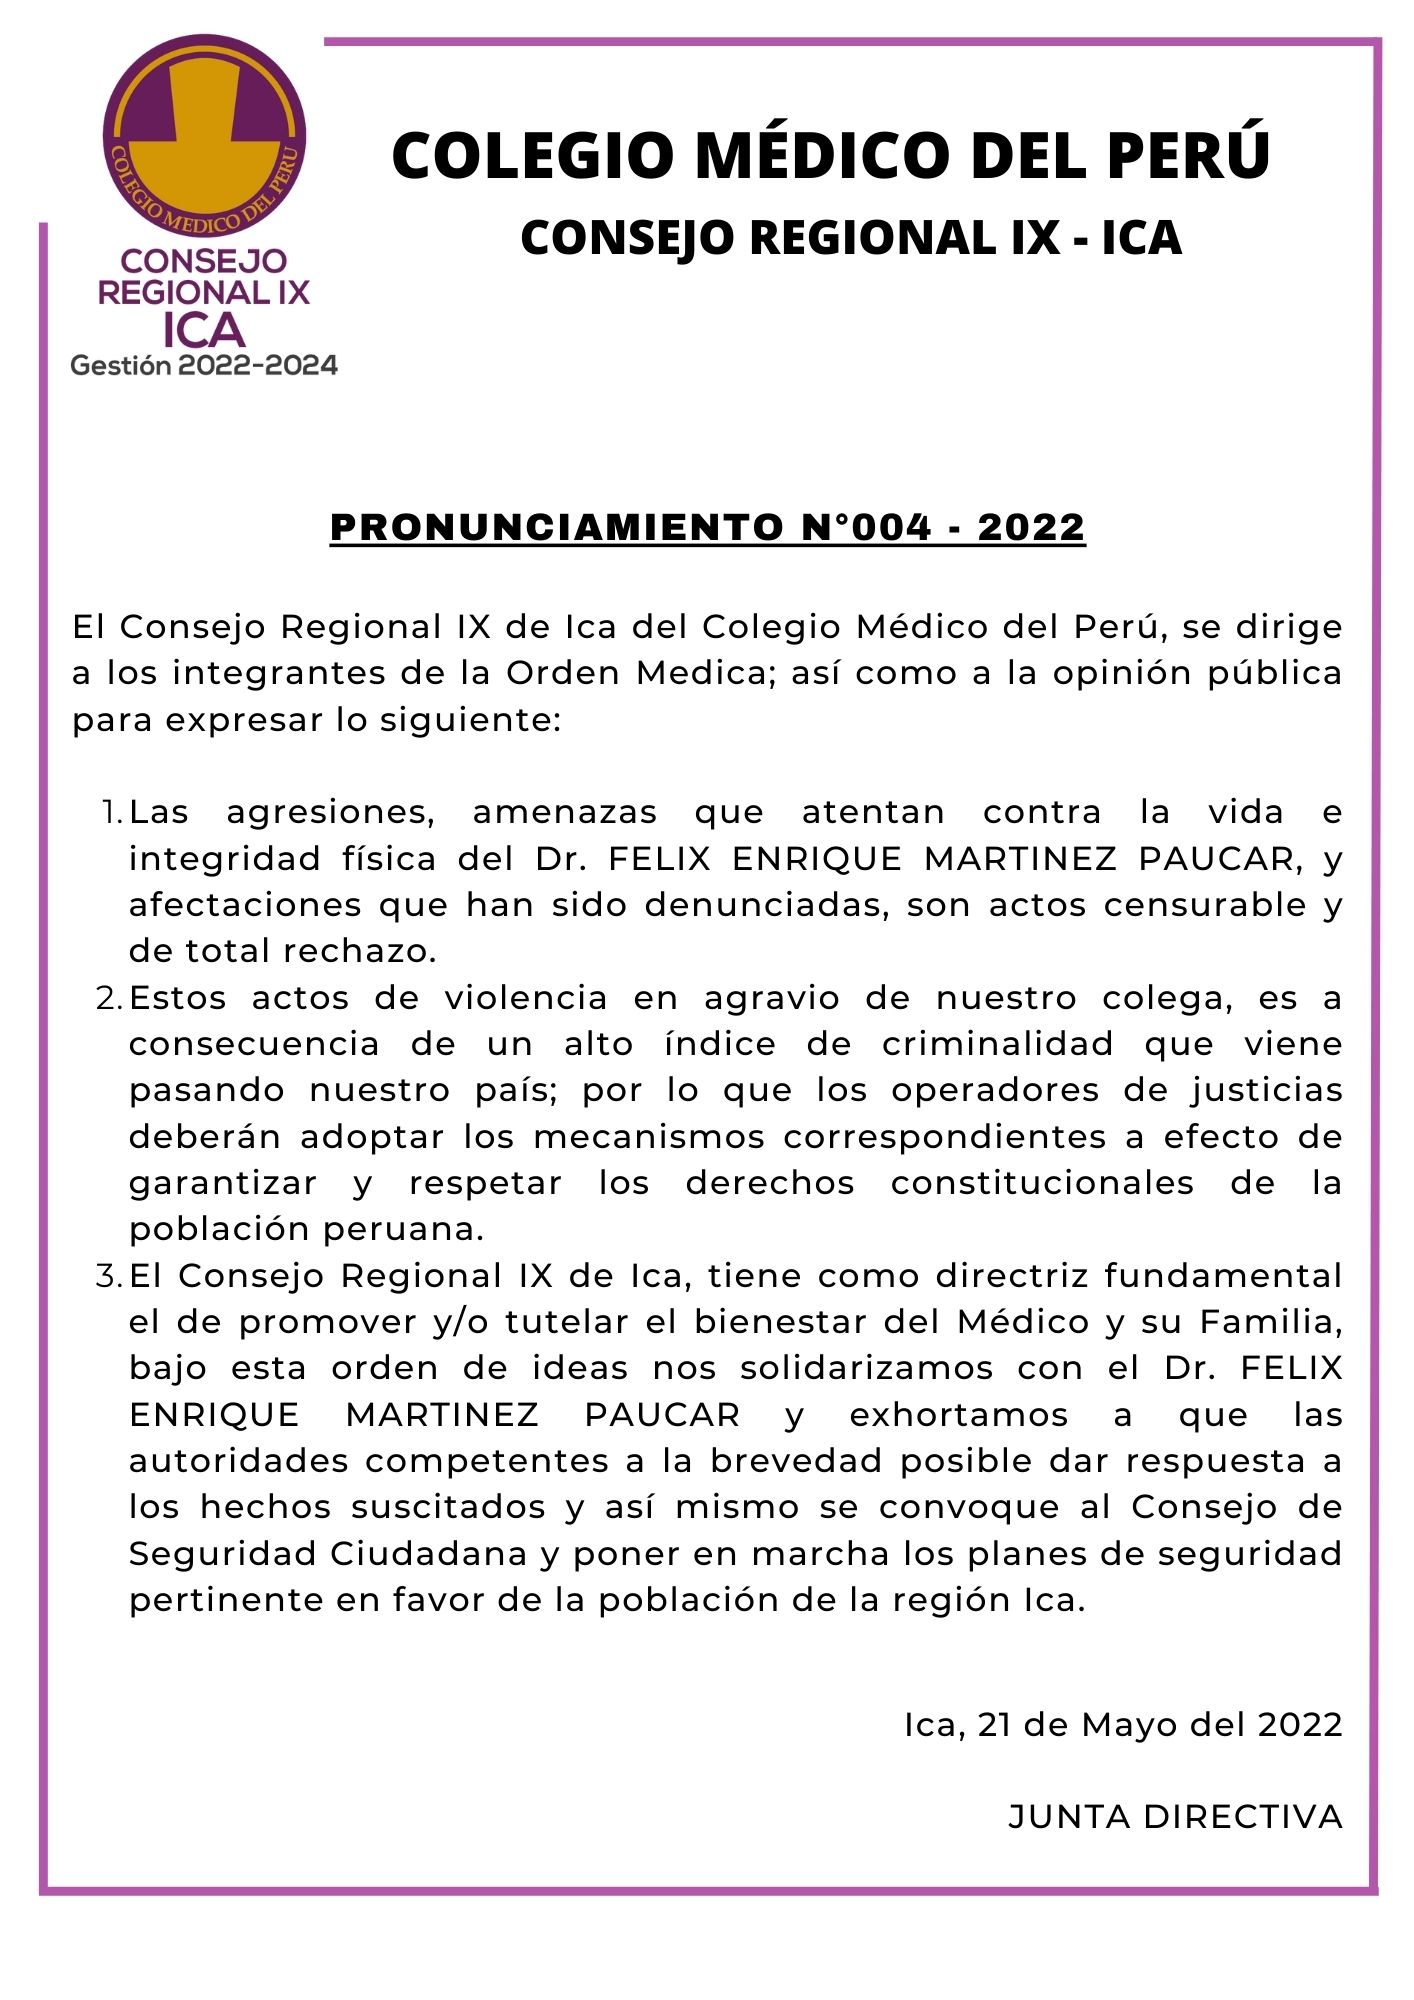 COLEGIO MEDICO DEL PERU
CONSEJO
REGIONAL IX
ICA
Gestión 2022-2024
COLEGIO MÉDICO DEL PERÚ
CONSEJO REGIONAL IX - ICA
PRONUNCIAMIENTO N°004 - 2022
El Consejo Regional IX de Ica del Colegio Médico del Perú, se dirige
a los integrantes de la Orden Medica; así como a la opinión pública
para expresar lo siguiente:
1. Las agresiones, amenazas que atentan contra la vida e
integridad física del Dr. FELIX ENRIQUE MARTINEZ PAUCAR, y
afectaciones que han sido denunciadas, son actos censurable y
de total rechazo.
2. Estos actos de violencia en agravio de nuestro colega, es a
consecuencia de un alto índice de criminalidad que viene
pasando nuestro país; por lo que los operadores de justicias
deberán adoptar los mecanismos correspondientes a efecto de
garantizar y respetar los derechos constitucionales de la
población peruana.
3. El Consejo Regional IX de Ica, tiene como directriz fundamental
el de promover y/o tutelar el bienestar del Médico y su Familia,
bajo esta orden de ideas nos solidarizamos con el Dr. FELIX
ENRIQUE MARTINEZ PAUCAR y exhortamos a que las
autoridades competentes a la brevedad posible dar respuesta a
los hechos suscitados y así mismo se convoque al Consejo de
Seguridad Ciudadana y poner en marcha los planes de seguridad
pertinente en favor de la población de la región Ica.
Ica, 21 de Mayo del 2022
JUNTA DIRECTIVA